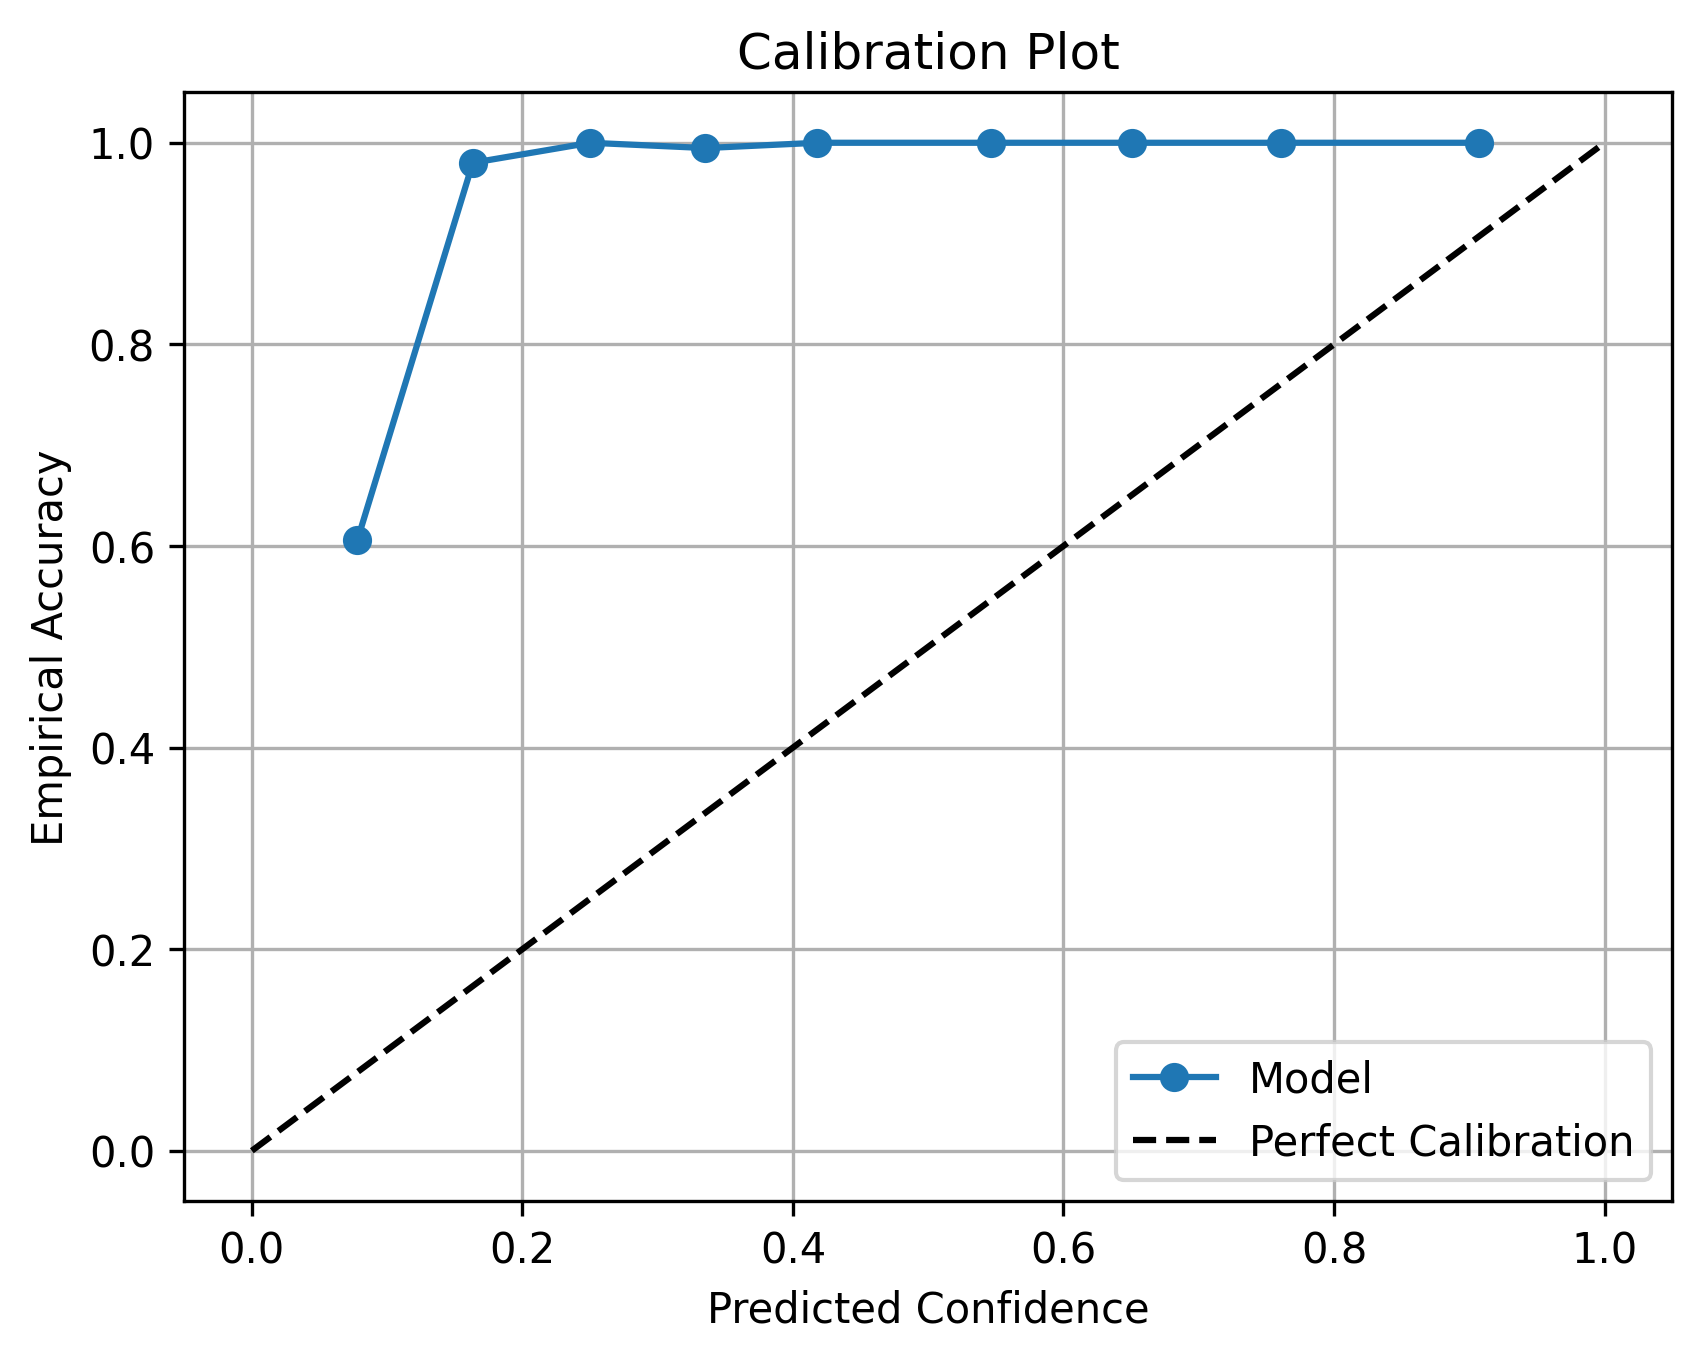 Calibration Plot
1.0
0.8
0.6
0.4
0.2
0.0
Empirical Accuracy
Model
Perfect Calibration
0.0 0.2 0.4 0.6 0.8 1.0
Predicted Confidence